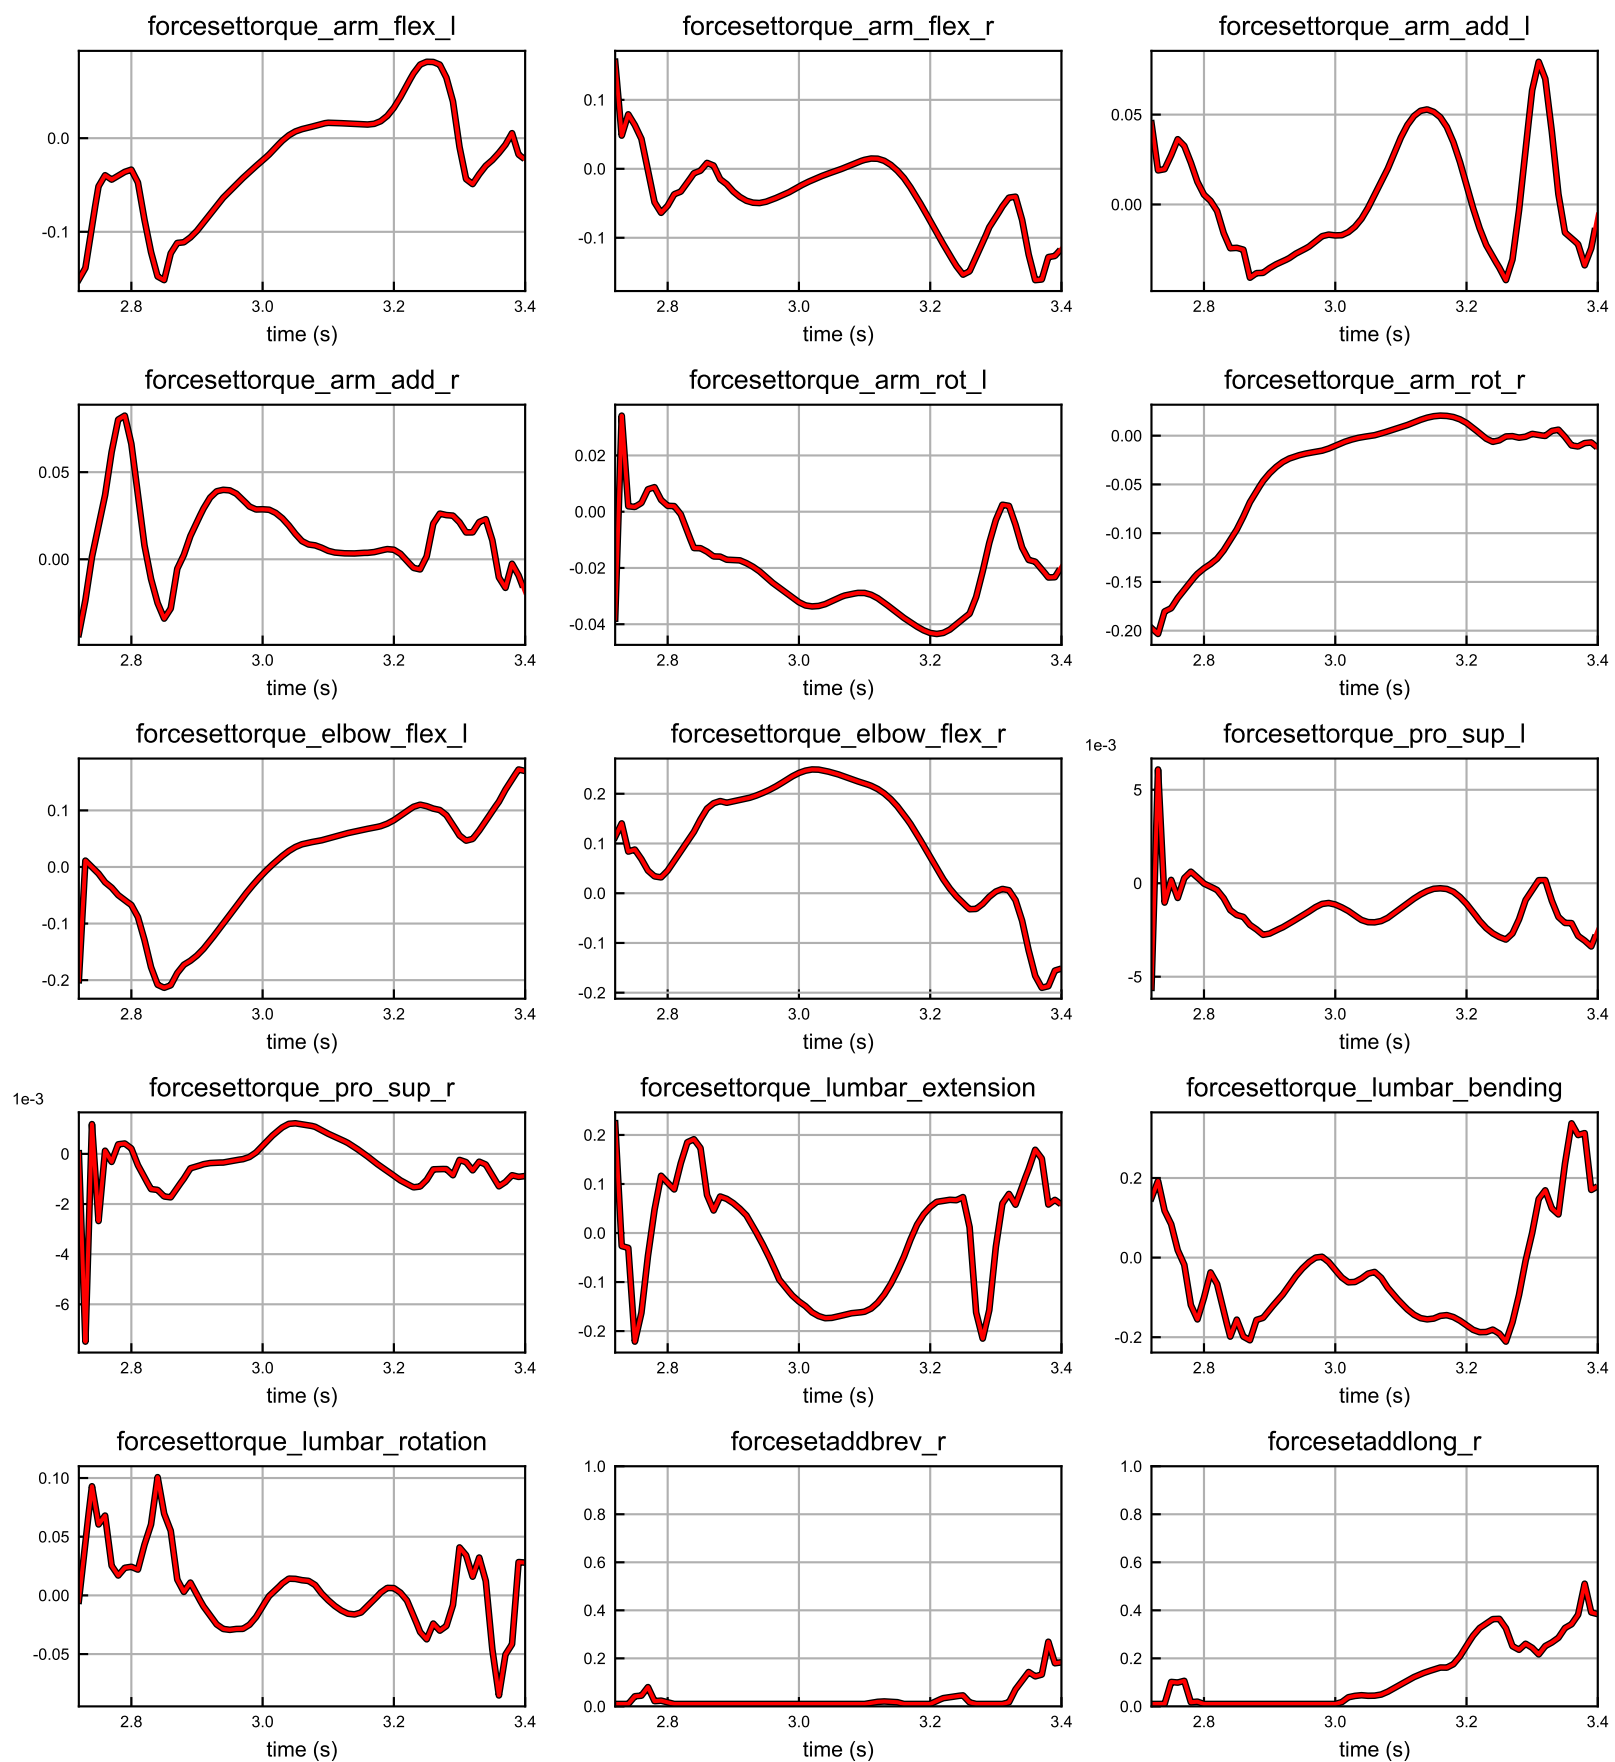 forcesettorque_arm_flex_l
forcesettorque_arm_flex_r
forcesettorque_arm_add_l
0.0
-0.1
2.8 3.0 3.2 3.4
time (s)
0.1
0.0
-0.1
2.8 3.0 3.2 3.4
time (s)
0.05
0.00
2.8 3.0 3.2 3.4
time (s)
forcesettorque_arm_add_r
forcesettorque_arm_rot_l
forcesettorque_arm_rot_r
0.05
0.00
2.8 3.0 3.2 3.4
time (s)
0.02
0.00
-0.02
-0.04
2.8 3.0 3.2 3.4
time (s)
0.00
-0.05
-0.10
-0.15
-0.20
2.8 3.0 3.2 3.4
time (s)
forcesettorque_elbow_flex_l
forcesettorque_elbow_flex_r
forcesettorque_pro_sup_l
0.1
0.0
-0.1
-0.2
2.8 3.0 3.2 3.4
time (s)
0.2
0.1
0.0
-0.1
-0.2
2.8 3.0 3.2 3.4
time (s)
1e-3
5
0
-5
2.8 3.0 3.2 3.4
time (s)
forcesettorque_pro_sup_r
forcesettorque_lumbar_extension
forcesettorque_lumbar_bending
1e-3
0
-2
-4
-6
2.8 3.0 3.2 3.4
time (s)
0.2
0.1
0.0
-0.1
-0.2
2.8 3.0 3.2 3.4
time (s)
0.2
0.0
-0.2
2.8 3.0 3.2 3.4
time (s)
forcesettorque_lumbar_rotation
forcesetaddbrev_r
forcesetaddlong_r
0.10
0.05
0.00
-0.05
2.8 3.0 3.2 3.4
time (s)
1.0
0.8
0.6
0.4
0.2
0.0
2.8 3.0 3.2 3.4
time (s)
1.0
0.8
0.6
0.4
0.2
0.0
2.8 3.0 3.2 3.4
time (s)